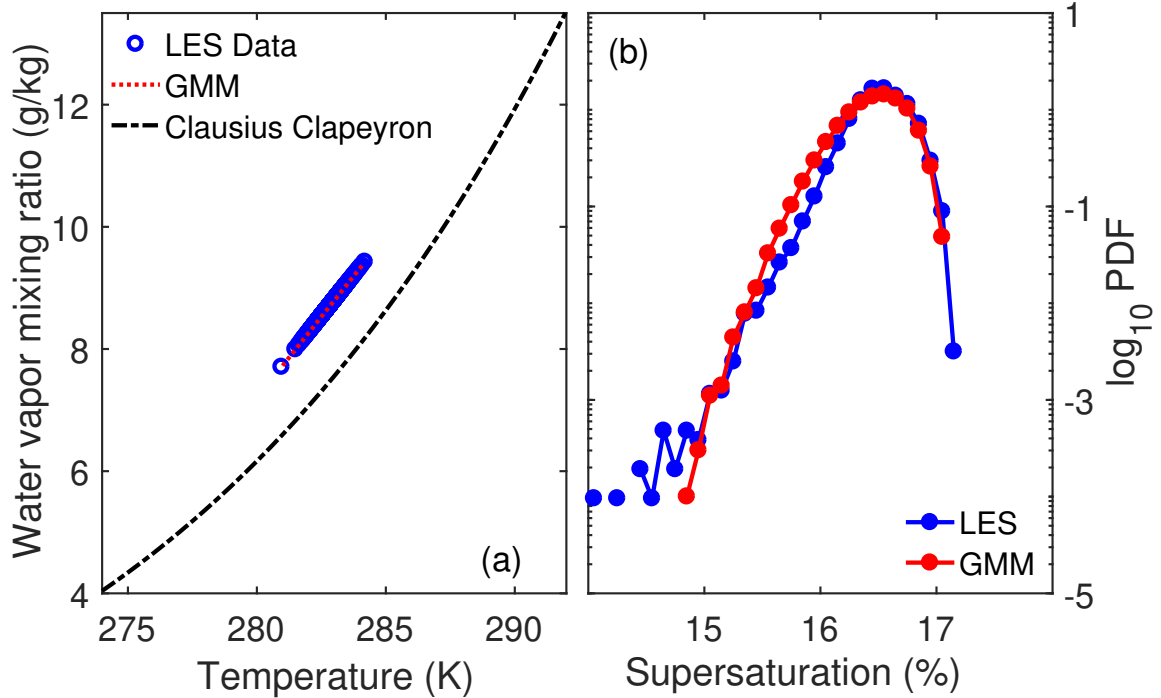 Water vapor mixing ratio (g/kg)
12
10
8
6
4
LES Data
GMM
Clausius Clapeyron
(a)
275
280
285
290
Temperature (K)
(b)
LES
GMM
15
16
17
Supersaturation (%)
1
-1
-3
-5
log10 PDF